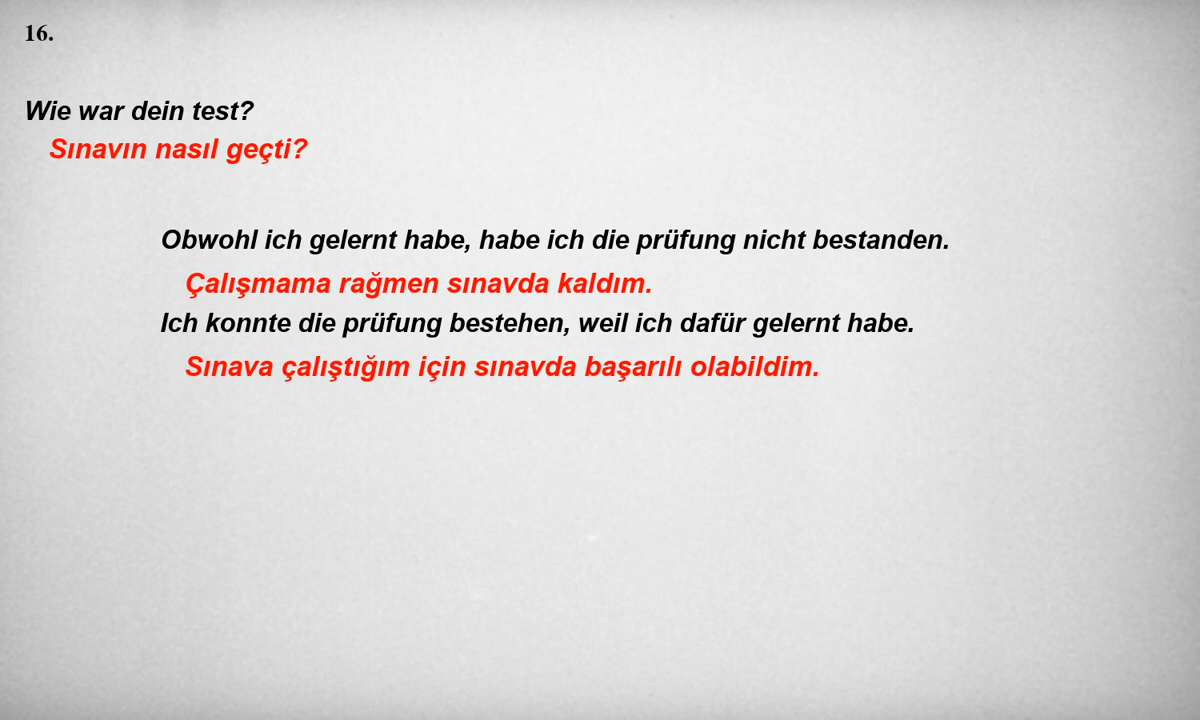 16.
Wie war dein test?
Sınavın nasıl geçti?
Obwohl ich gelernt habe, habe ich die prüfung nicht bestanden.
Çalışmama rağmen sınavda kaldım.
Ich konnte die prüfung bestehen, weil ich dafür gelernt habe.
Sınava çalıştığım için sınavda başarılı olabildim.